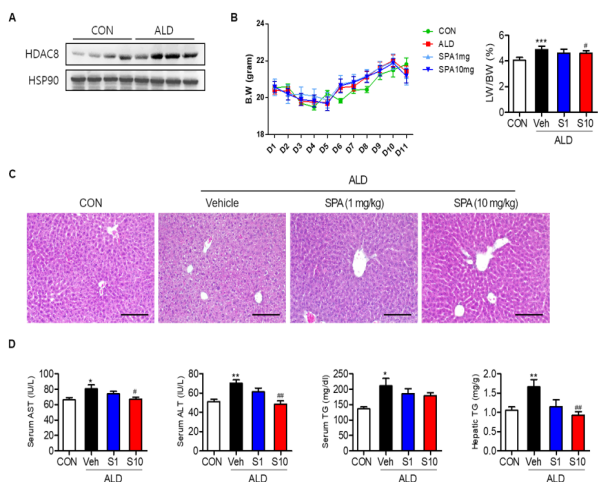 A
CON ALD
HDAC8
HSP90
B
B.W (gram)
24
22
20
18
D1 D2 D3 D4 D5 D6 D7 D8 D9 D10 D11
CON
ALD
SPA1mg
SPA10mg
LW/BW (%)
8
6
4
2
0
*** #
CON Veh S1 S10
ALD
C
ALD
CON Vehicle SPA (1 mg/kg) SPA (10 mg/kg)
D
Serum AST (IU/L)
100
80
60
40
20
0
* #
CON Veh S1 S10
ALD
Serum ALT (IU/L)
80
60
40
20
0
** ##
CON Veh S1 S10
ALD
Serum TG (mg/dl)
250
200
150
100
50
0
*
CON Veh S1 S10
ALD
Hepatic TG (mg/g)
2.0
1.5
1.0
0.5
0.0
** ##
CON Veh S1 S10
ALD